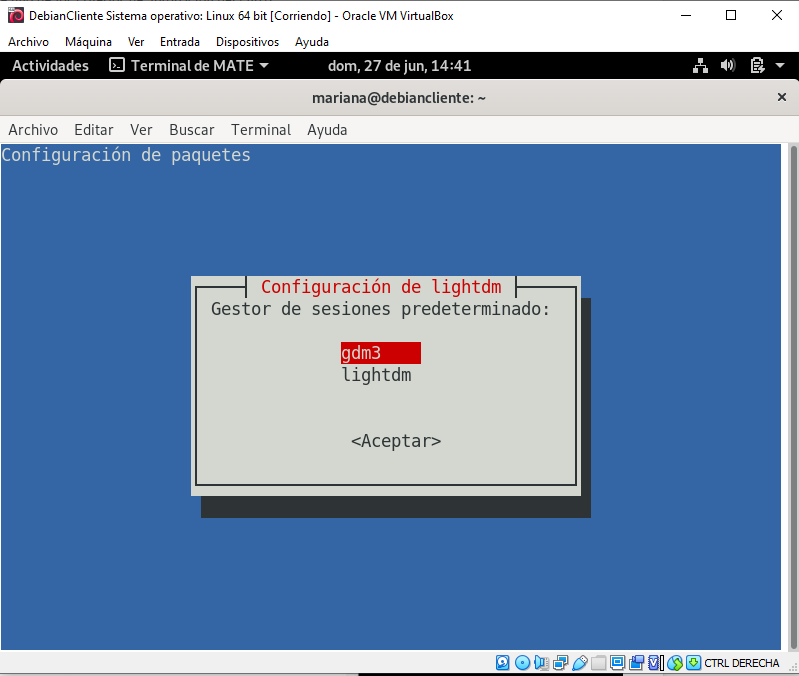 DebianCliente Sistema operativo: Linux 64 bit [Corriendo] - Oracle VM VirtualBox
Archivo Máquina Ver Entrada Dispositivos Ayuda
Actividades Terminal de MATE dom, 27 de jun, 14:41
mariana@debiancliente: ~
Archivo Editar Ver Buscar Terminal Ayuda
Configuración de paquetes
Configuración de lightdm
Gestor de sesiones predeterminado:
gdm3
lightdm
<Aceptar>
CTRL DERECHA